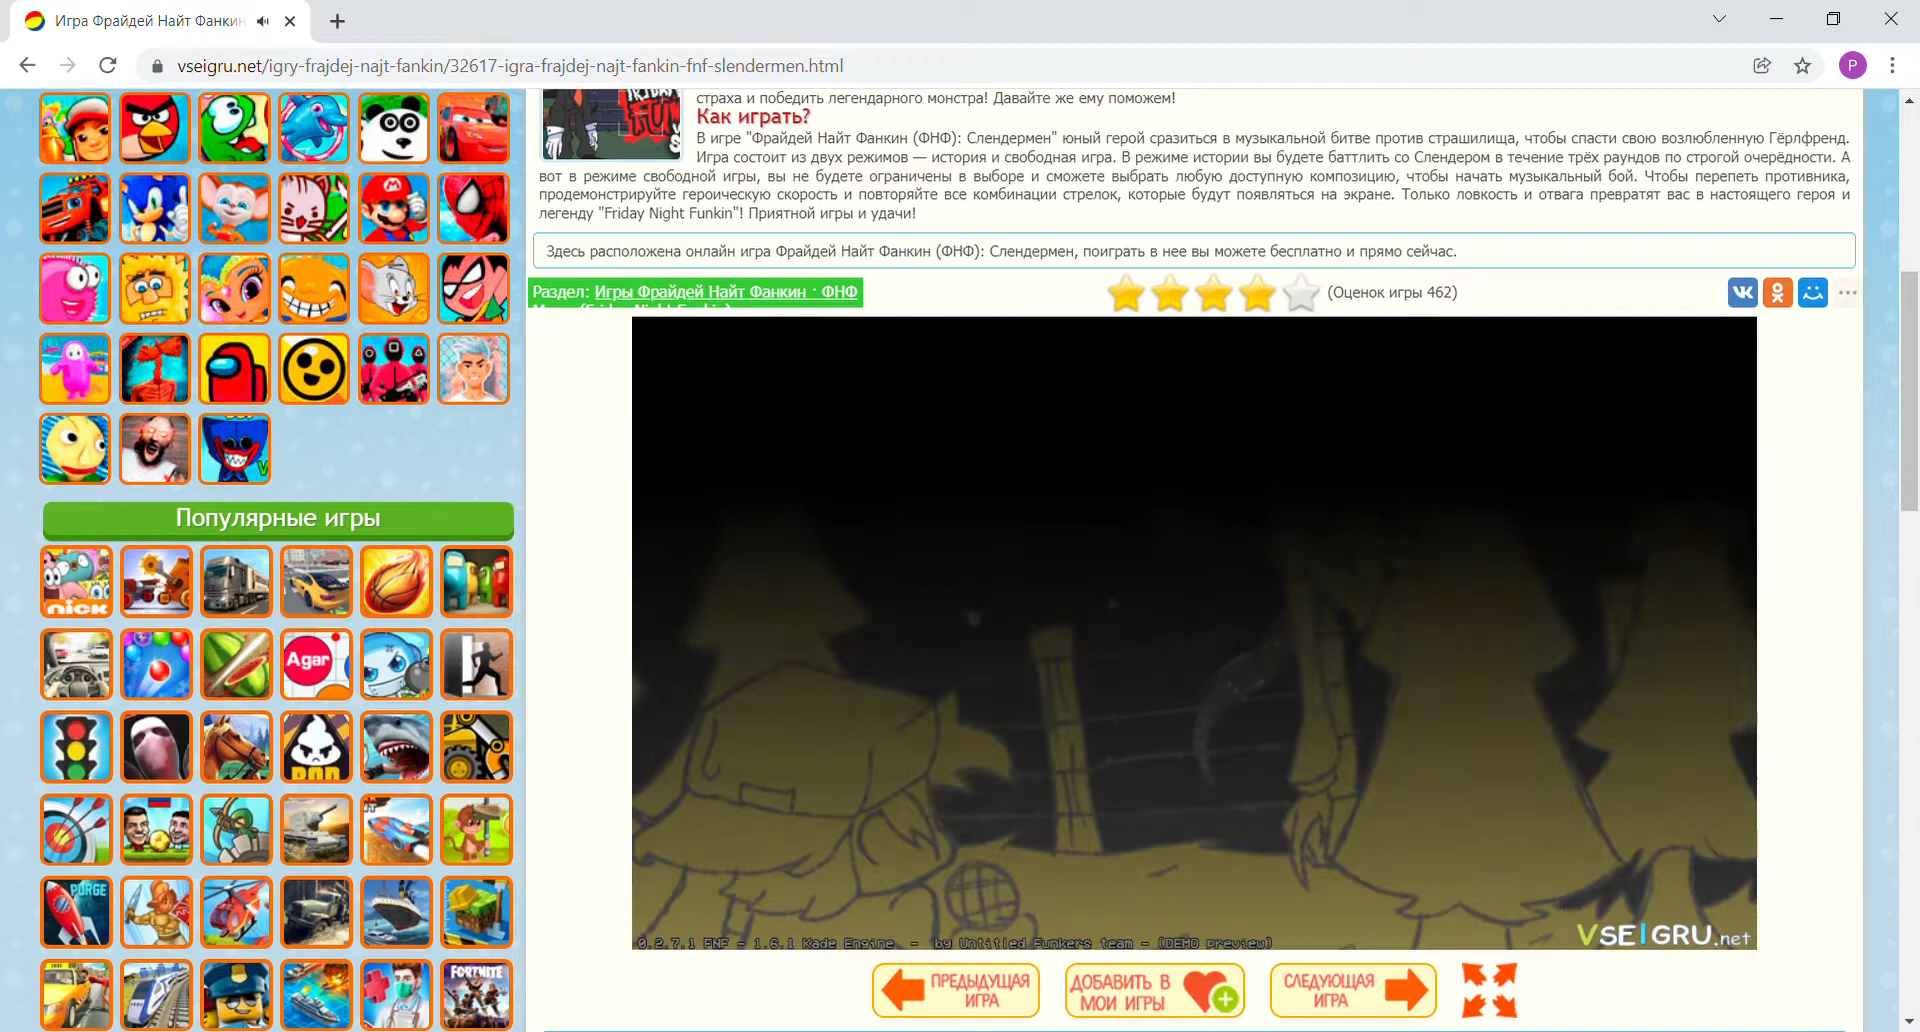 Игра Фрайдей Найт Фанкин
vseigru.net/igry-frajdej-najt-fankin/32617-igra-frajdej-najt-fankin-fnf-slendermen.html
P
страха и победить легендарного монстра! Давайте же ему поможем!
Как играть?
В игре "Фрайдей Найт Фанкин (ФНФ): Слендермен" юный герой сразиться в музыкальной битве против страшилища, чтобы спасти свою возлюбленную Гёрлфренд.
Игра состоит из двух режимов — история и свободная игра. В режиме истории вы будете баттлить со Слендером в течение трёх раундов по строгой очерёдности. А
вот в режиме свободной игры, вы не будете ограничены в выборе и сможете выбрать любую доступную композицию, чтобы начать музыкальный бой. Чтобы перепеть противника,
продемонстрируйте героическую скорость и повторяйте все комбинации стрелок, которые будут появляться на экране. Только ловкость и отвага превратят вас в настоящего героя и
легенду "Friday Night Funkin"! Приятной игры и удачи!
Здесь расположена онлайн игра Фрайдей Найт Фанкин (ФНФ): Слендермен, поиграть в нее вы можете бесплатно и прямо сейчас.
Раздел: Игры Фрайдей Найт Фанкин · ФНФ
(Оценок игры 462)
Популярные игры
nick
Agar
BAD
PURGE
FORTNITE
0.2.7.1 FNF - 1.6.1 Kade Engine - by Untitled Funkers team - (DEMO preview)
VSEIGRU.net
ПРЕДЫДУЩАЯ
ИГРА
ДОБАВИТЬ В
МОИ ИГРЫ
СЛЕДУЮЩАЯ
ИГРА